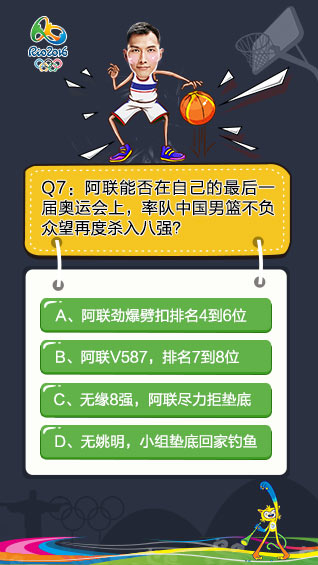 Rio2016
Q7：阿联能否在自己的最后一
届奥运会上，率队中国男篮不负
众望再度杀入八强?
A、阿联劲爆劈扣排名4到6位
B、阿联V587，排名7到8位
C、无缘8强，阿联尽力拒垫底
D、无姚明，小组垫底回家钓鱼